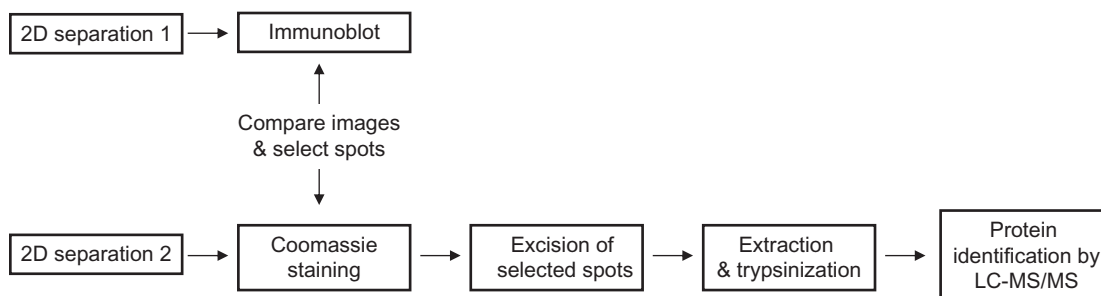 2D separation 1
Immunoblot
Compare images
& select spots
2D separation 2
Coomassie
staining
Excision of
selected spots
Extraction
& trypsinization
Protein
identification by
LC-MS/MS